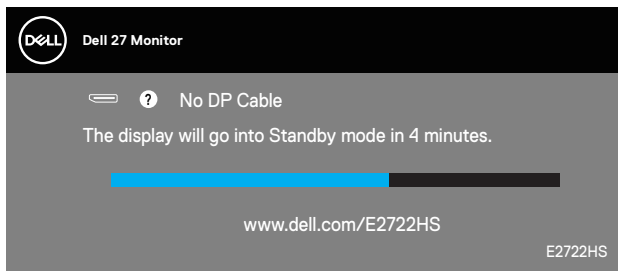 DELL
Dell 27 Monitor
? No DP Cable
The display will go into Standby mode in 4 minutes.
www.dell.com/E2722HS
E2722HS